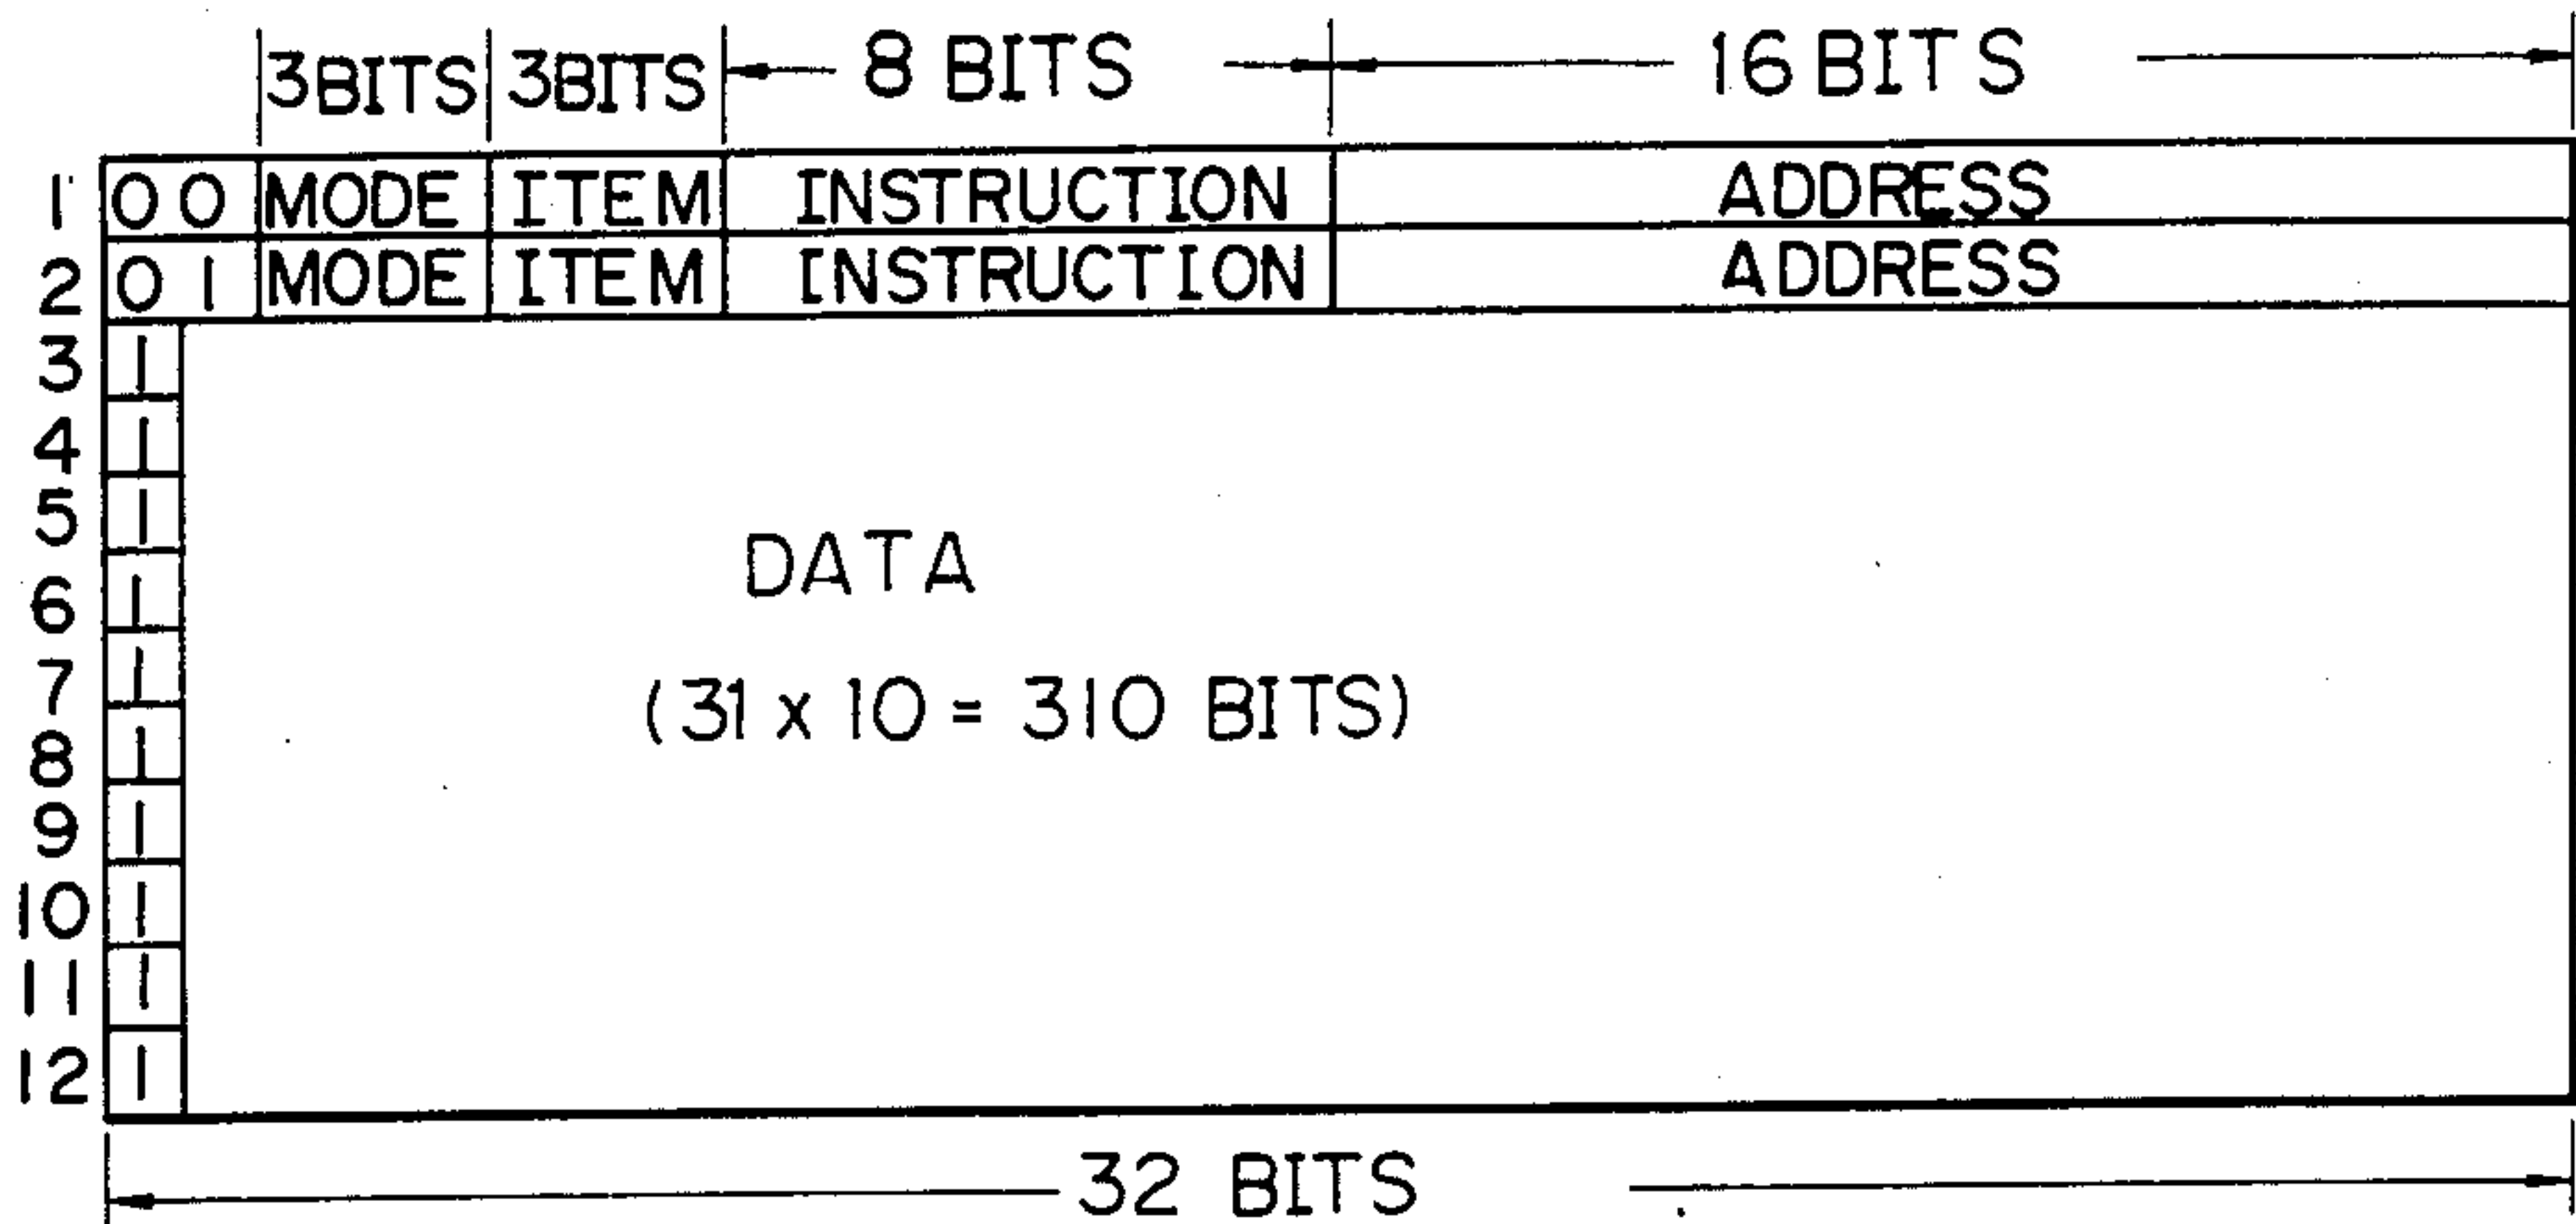 3BITS 3BITS 8 BITS 16 BITS
1 0 0 MODE ITEM INSTRUCTION ADDRESS
2 0 1 MODE ITEM INSTRUCTION ADDRESS
3 1
4 1
5 1
DATA
6 1
7 1
(31 x 10 = 310 BITS)
8 1
9 1
10 1
11 1
12 1
32 BITS